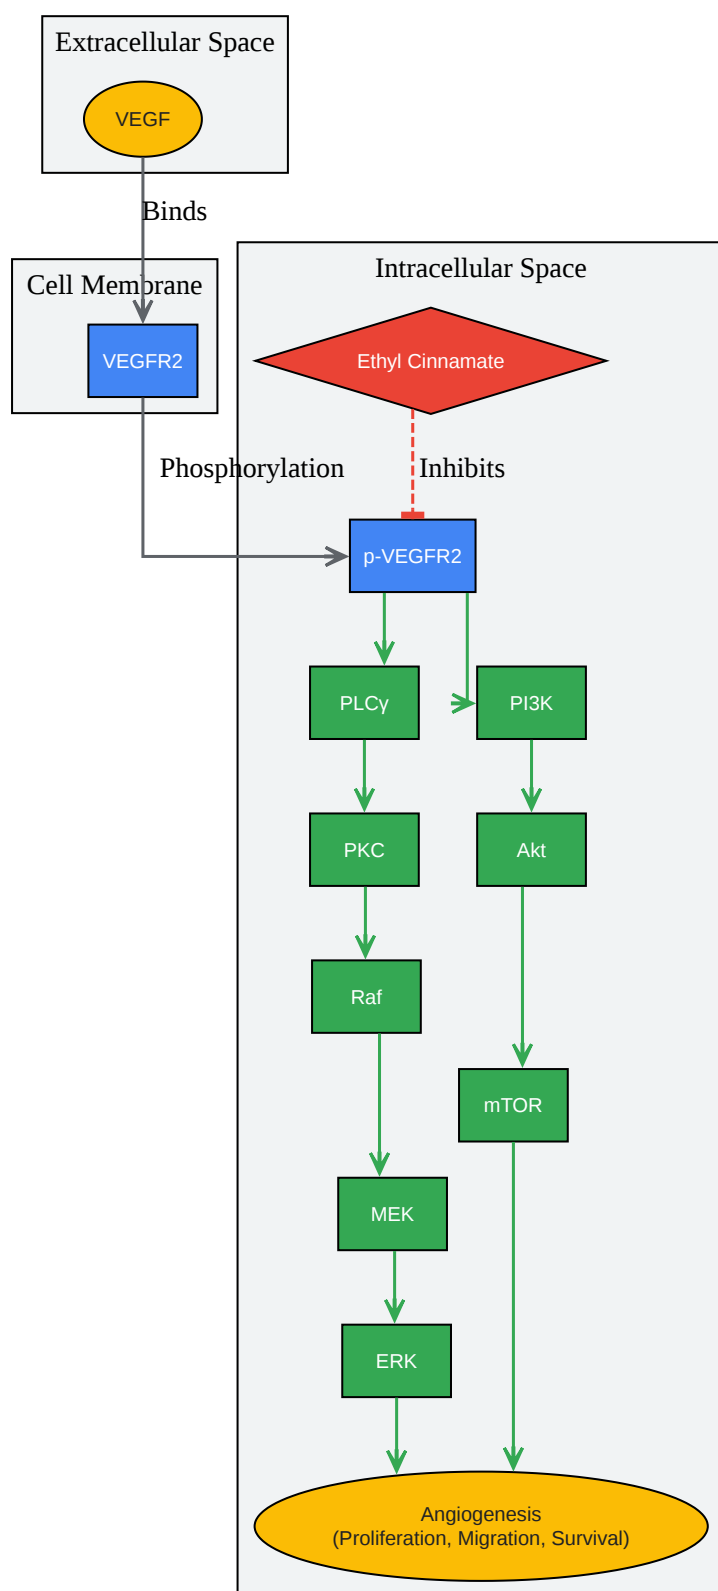 Extracellular Space
VEGF
Binds
Cell Membrane
VEGFR2
Intracellular Space
Ethyl Cinnamate
Phosphorylation
Inhibits
p-VEGFR2
PLCγ
PI3K
PKC
Akt
Raf
mTOR
MEK
ERK
Angiogenesis
(Proliferation, Migration, Survival)